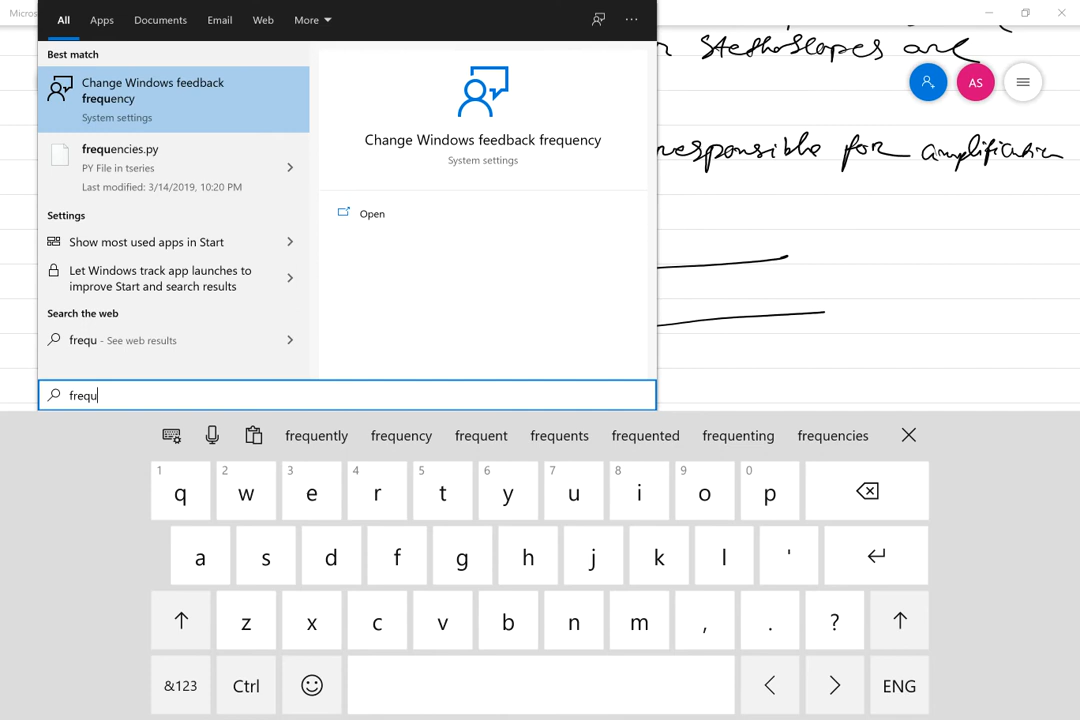 Micros
All Apps Documents Email Web More
Best match
Change Windows feedback
frequency
System settings
frequencies.py
PY File in tseries
Last modified: 3/14/2019, 10:20 PM
Settings
Show most used apps in Start
Let Windows track app launches to
improve Start and search results
Search the web
frequ - See web results
frequ
Change Windows feedback frequency
System settings
Open
stethoslopes are
AS
responsible for amplification
frequently frequency frequent frequents frequented frequenting frequencies
1 2 3 4 5 6 7 8 9 0
q w e r t y u i o p
a s d f g h j k l '
z x c v b n m , . ?
&123 Ctrl ENG